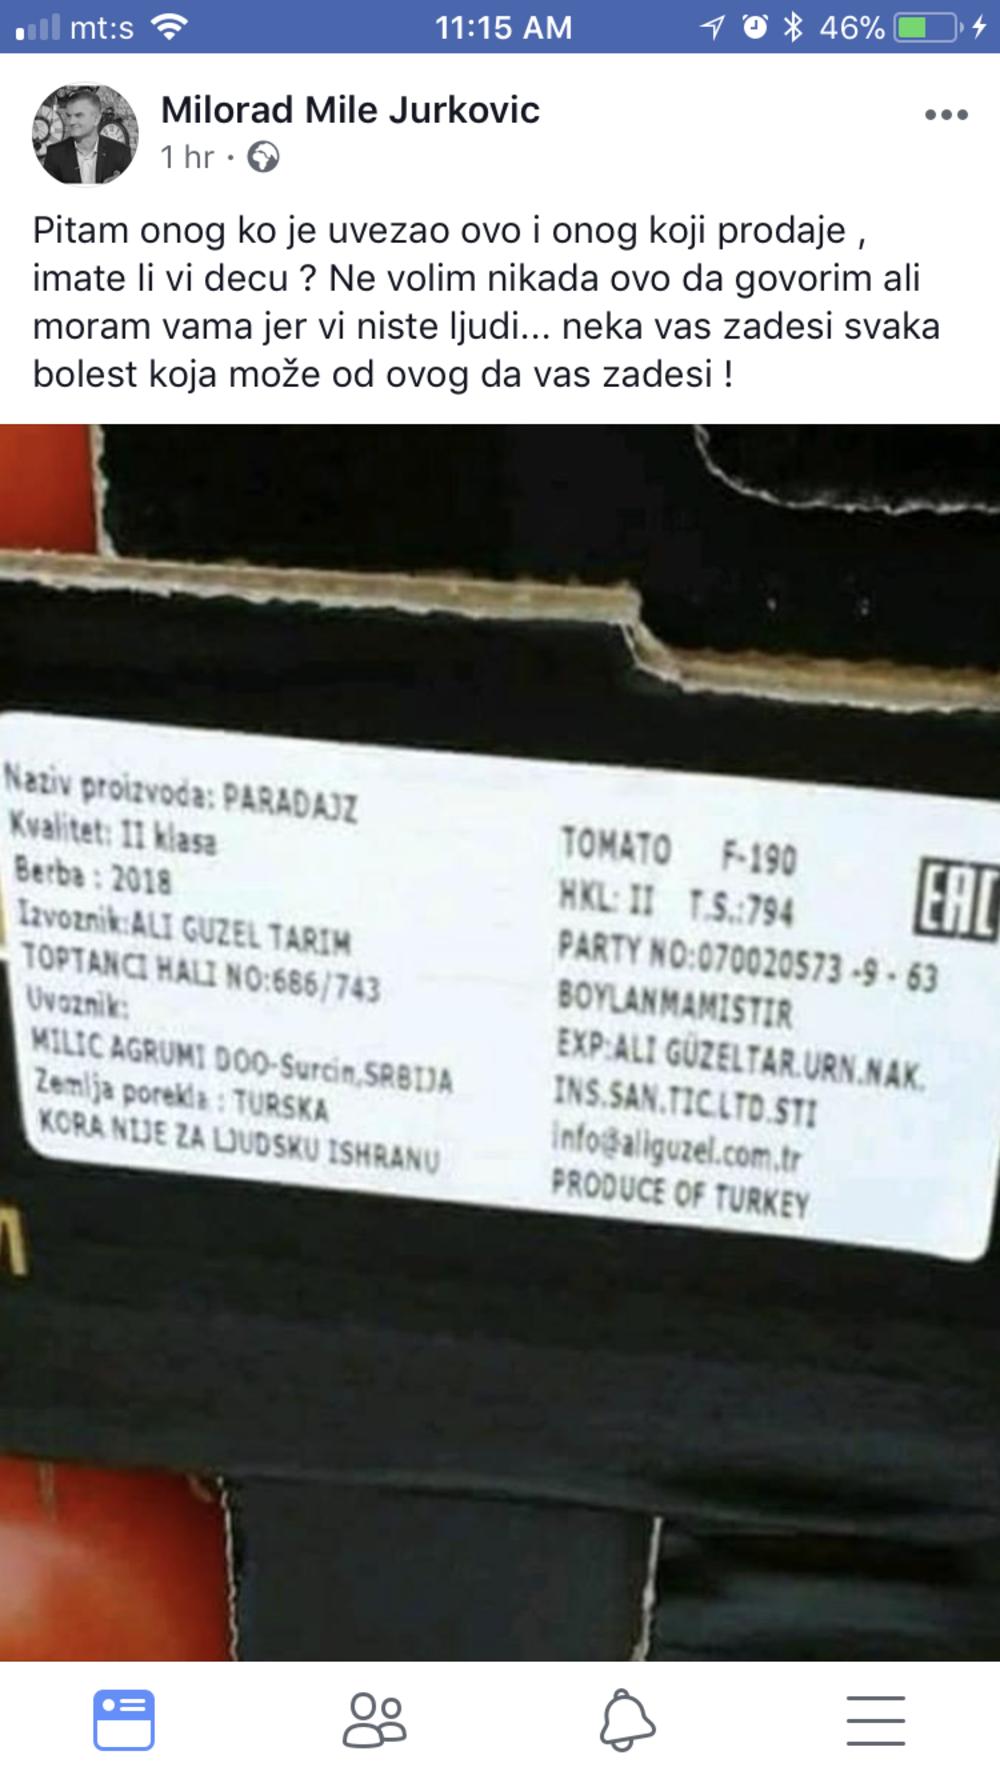 mt:s 11:15 AM 46%
Milorad Mile Jurkovic
1 hr ·
Pitam onog ko je uvezao ovo i onog koji prodaje ,
imate li vi decu ? Ne volim nikada ovo da govorim ali
moram vama jer vi niste ljudi... neka vas zadesi svaka
bolest koja može od ovog da vas zadesi !
Naziv proizvoda: PARADAJZ
Kvalitet: II klasa
Berba : 2018
Izvoznik:ALI GUZEL TARIM
TOPTANCI HALI NO:686/743
Uvoznik:
MILIC AGRUMI DOO-Surcin,SRBIJA
Zemlja porekla : TURSKA
KORA NIJE ZA LJUDSKU ISHRANU
TOMATO F-190
HKL: II T.S.:794
PARTY NO:070020573 -9 - 63
BOYLANMAMISTIR
EXP:ALI GÜZELTAR.URN.NAK.
INS.SAN.TIC.LTD.STI
info@aliguzel.com.tr
PRODUCE OF TURKEY
EAC